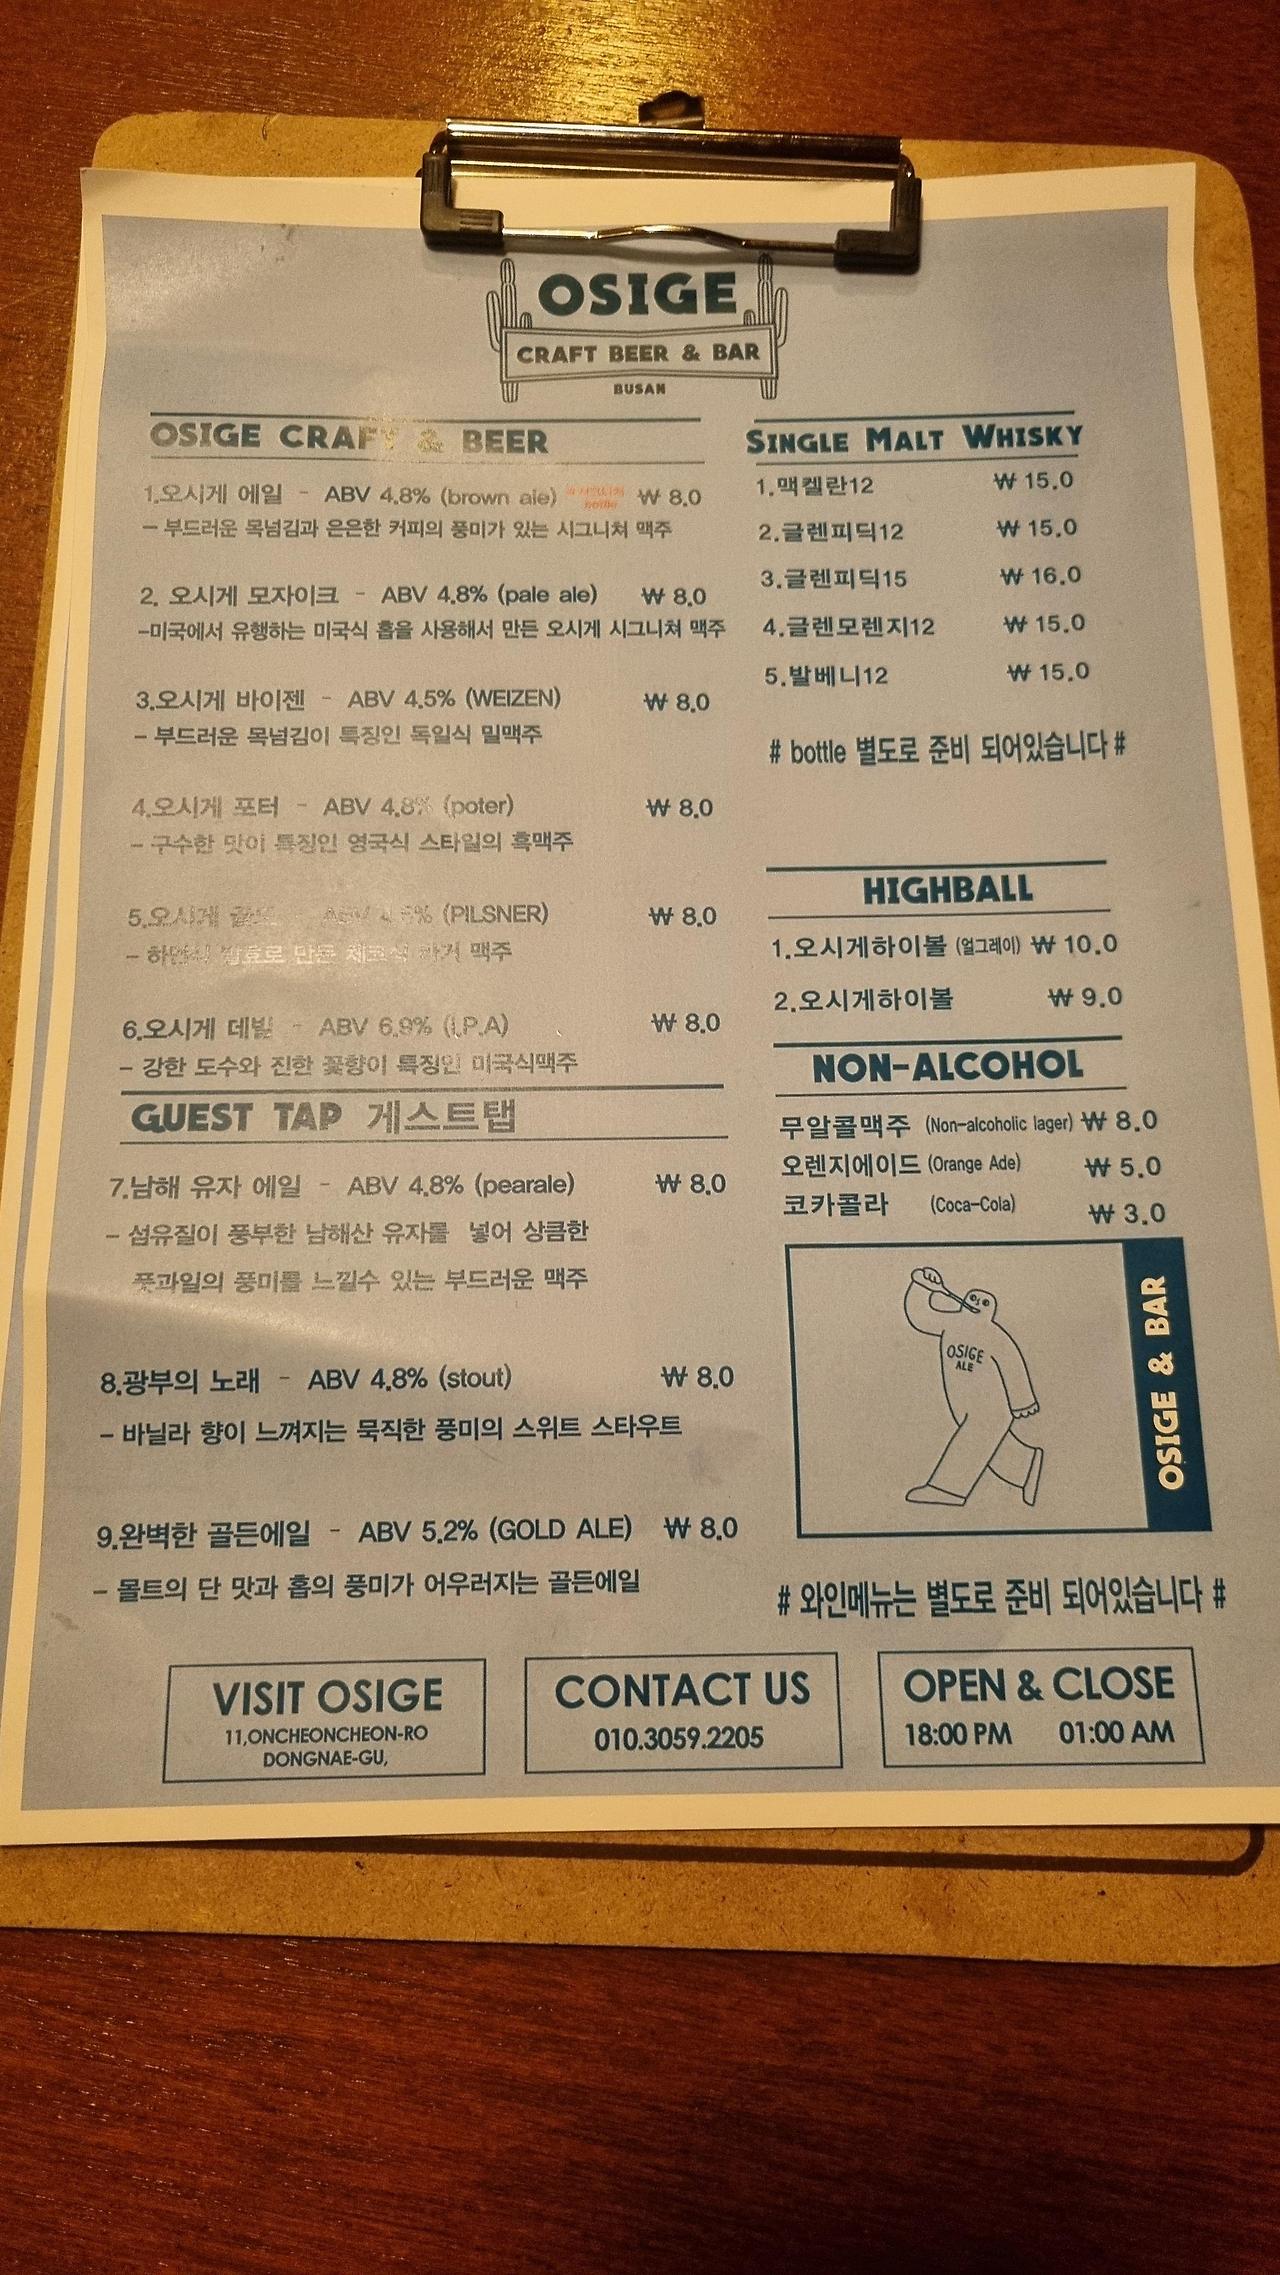 OSIGE
CRAFT BEER & BAR
BUSAN
OSIGE CRAFT & BEER
1.오시게 에일 - ABV 4.8% (brown ale) bottle ₩ 8.0
- 부드러운 목넘김과 은은한 커피의 풍미가 있는 시그니쳐 맥주
2. 오시게 모자이크 - ABV 4.8% (pale ale) ₩ 8.0
-미국에서 유행하는 미국식 홉을 사용해서 만든 오시게 시그니쳐 맥주
3.오시게 바이젠 - ABV 4.5% (WEIZEN) ₩ 8.0
- 부드러운 목넘김이 특징인 독일식 밀맥주
4.오시게 포터 - ABV 4.8% (poter) ₩ 8.0
- 구수한 맛이 특징인 영국식 스타일의 흑맥주
5.오시게 - ABV (PILSNER) ₩ 8.0
- 하면식 발효로 만든 체코식 라거 맥주
6.오시게 데빌 - ABV 6.9% (I.P.A) ₩ 8.0
- 강한 도수와 진한 꽃향이 특징인 미국식맥주
GUEST TAP 게스트탭
7.남해 유자 에일 - ABV 4.8% (pearale) ₩ 8.0
- 섬유질이 풍부한 남해산 유자를 넣어 상큼한
풋과일의 풍미를 느낄수 있는 부드러운 맥주
8.광부의 노래 - ABV 4.8% (stout) ₩ 8.0
- 바닐라 향이 느껴지는 묵직한 풍미의 스위트 스타우트
9.완벽한 골든에일 - ABV 5.2% (GOLD ALE) ₩ 8.0
- 몰트의 단 맛과 홉의 풍미가 어우러지는 골든에일
SINGLE MALT WHISKY
1.맥켈란12 ₩ 15.0
2.글렌피딕12 ₩ 15.0
3.글렌피딕15 ₩ 16.0
4.글렌모렌지12 ₩ 15.0
5.발베니12 ₩ 15.0
# bottle 별도로 준비 되어있습니다 #
HIGHBALL
1.오시게하이볼 (얼그레이) ₩ 10.0
2.오시게하이볼 ₩ 9.0
NON-ALCOHOL
무알콜맥주 (Non-alcoholic lager) ₩ 8.0
오렌지에이드 (Orange Ade) ₩ 5.0
코카콜라 (Coca-Cola) ₩ 3.0
OSIGE
ALE
OSIGE & BAR
# 와인메뉴는 별도로 준비 되어있습니다 #
VISIT OSIGE
11,ONCHEONCHEON-RO
DONGNAE-GU,
CONTACT US
010.3059.2205
OPEN & CLOSE
18:00 PM 01:00 AM